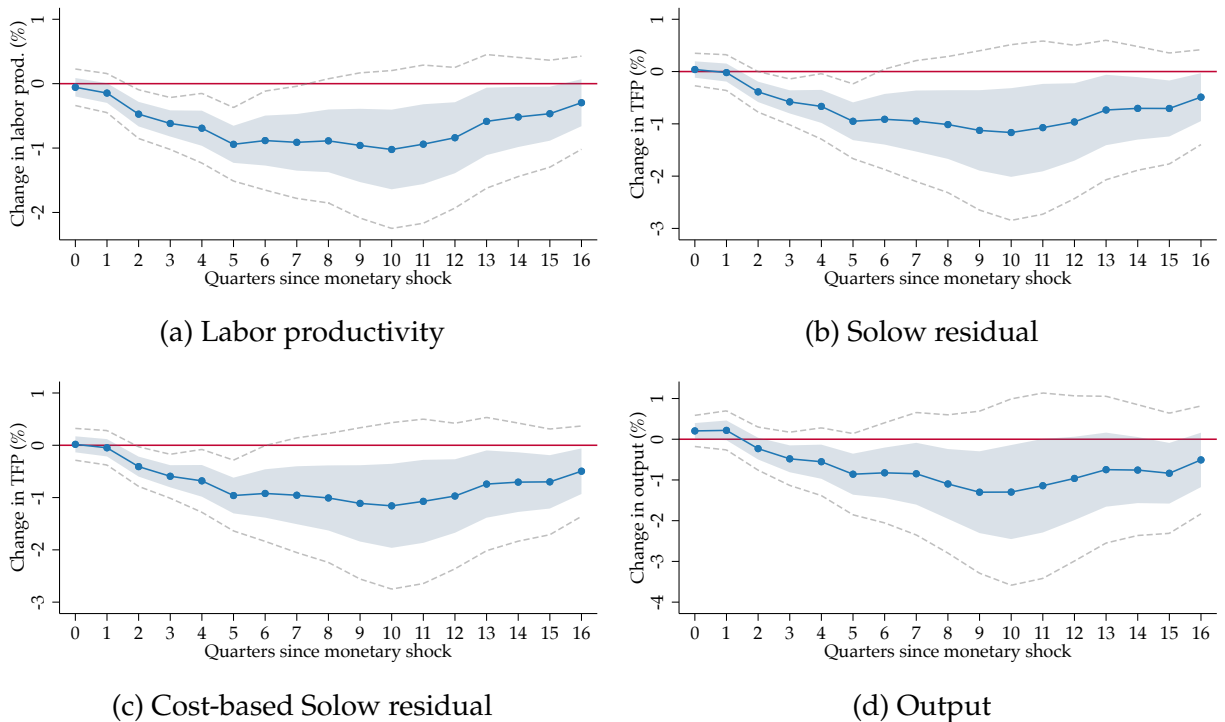 Change in labor prod. (%)
1
0
-1
-2
0 1 2 3 4 5 6 7 8 9 10 11 12 13 14 15 16
Quarters since monetary shock
(a) Labor productivity
Change in TFP (%)
1
0
-1
-2
-3
0 1 2 3 4 5 6 7 8 9 10 11 12 13 14 15 16
Quarters since monetary shock
(b) Solow residual
Change in TFP (%)
1
0
-1
-2
-3
0 1 2 3 4 5 6 7 8 9 10 11 12 13 14 15 16
Quarters since monetary shock
(c) Cost-based Solow residual
Change in output (%)
1
0
-1
-2
-3
-4
0 1 2 3 4 5 6 7 8 9 10 11 12 13 14 15 16
Quarters since monetary shock
(d) Output